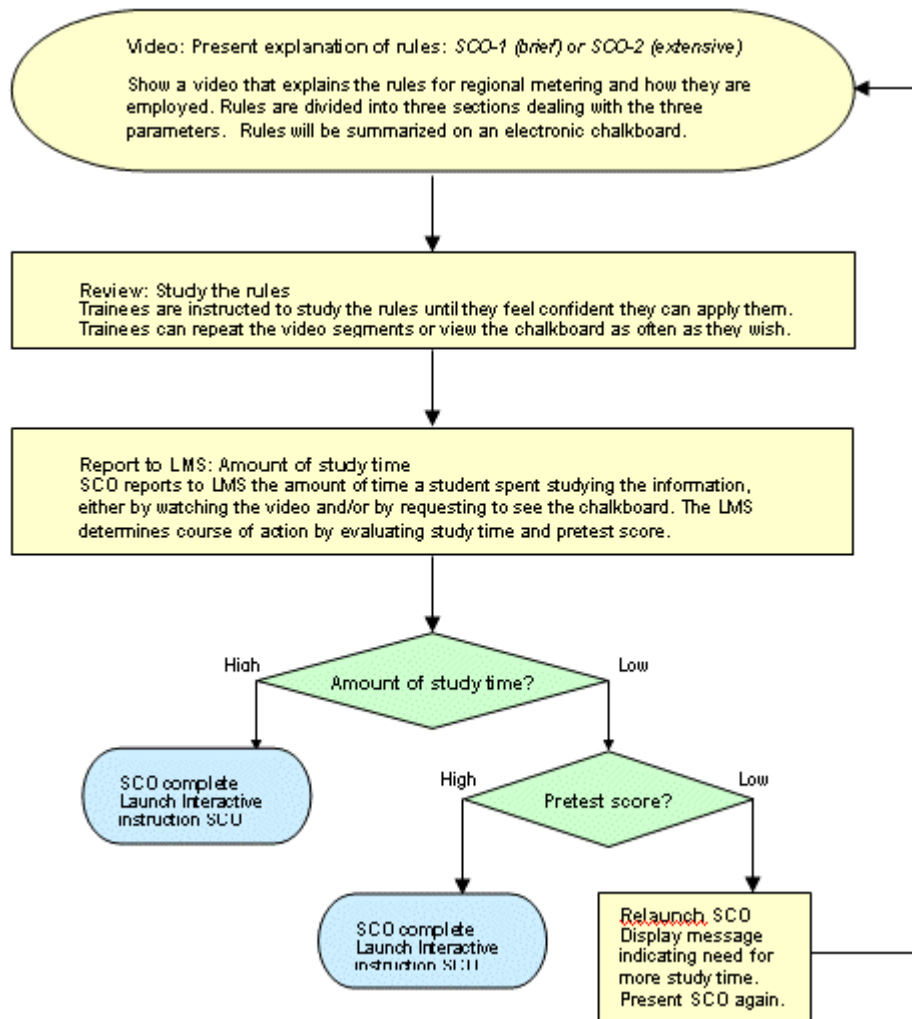 Video: Present explanation of rules: SCO-1 (brief) or SCO-2 (extensive)
Show a video that explains the rules for regional metering and how they are
employed. Rules are divided into three sections dealing with the three
parameters. Rules will be summarized on an electronic chalkboard.
Review: Study the rules
Trainees are instructed to study the rules until they feel confident they can apply them.
Trainees can repeat the video segments or view the chalkboard as often as they wish.
Report to LMS: Amount of study time
SCO reports to LMS the amount of time a student spent studying the information,
either by watching the video and/or by requesting to see the chalkboard. The LMS
determines course of action by evaluating study time and pretest score.
High
Low
Amount of study time?
SCO complete
Launch Interactive
instruction SCO
High
Low
Pretest score?
SCO complete
Launch Interactive
instruction SCO
Relaunch SCO
Display message
indicating need for
more study time.
Present SCO again.